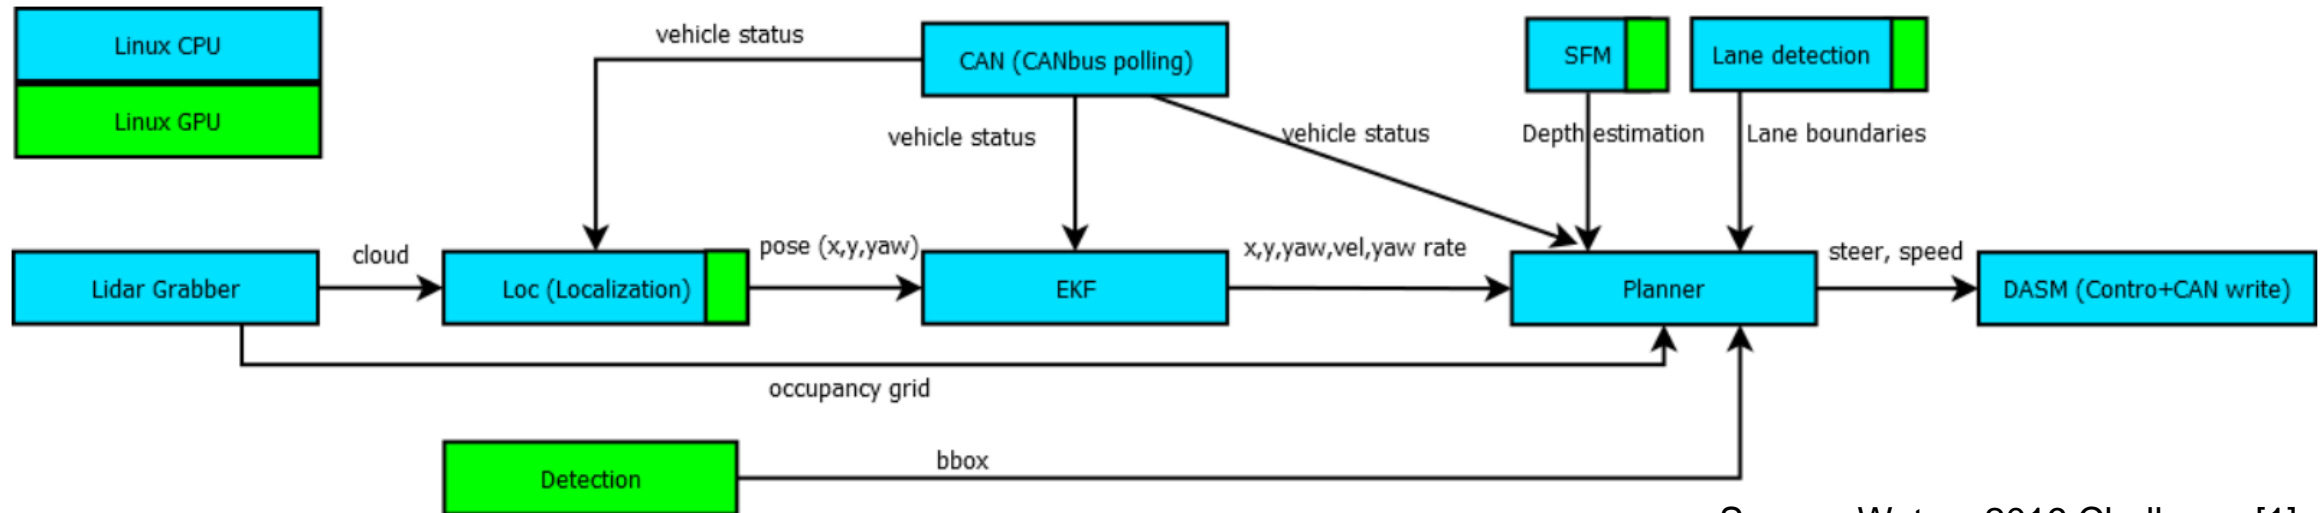 Linux CPU
Linux GPU
vehicle status
CAN (CANbus polling)
SFM
Lane detection
vehicle status
vehicle status
Depth estimation
Lane boundaries
Lidar Grabber
cloud
Loc (Localization)
pose (x,y,yaw)
EKF
x,y,yaw,vel,yaw rate
Planner
steer, speed
DASM (Contro+CAN write)
occupancy grid
Detection
bbox